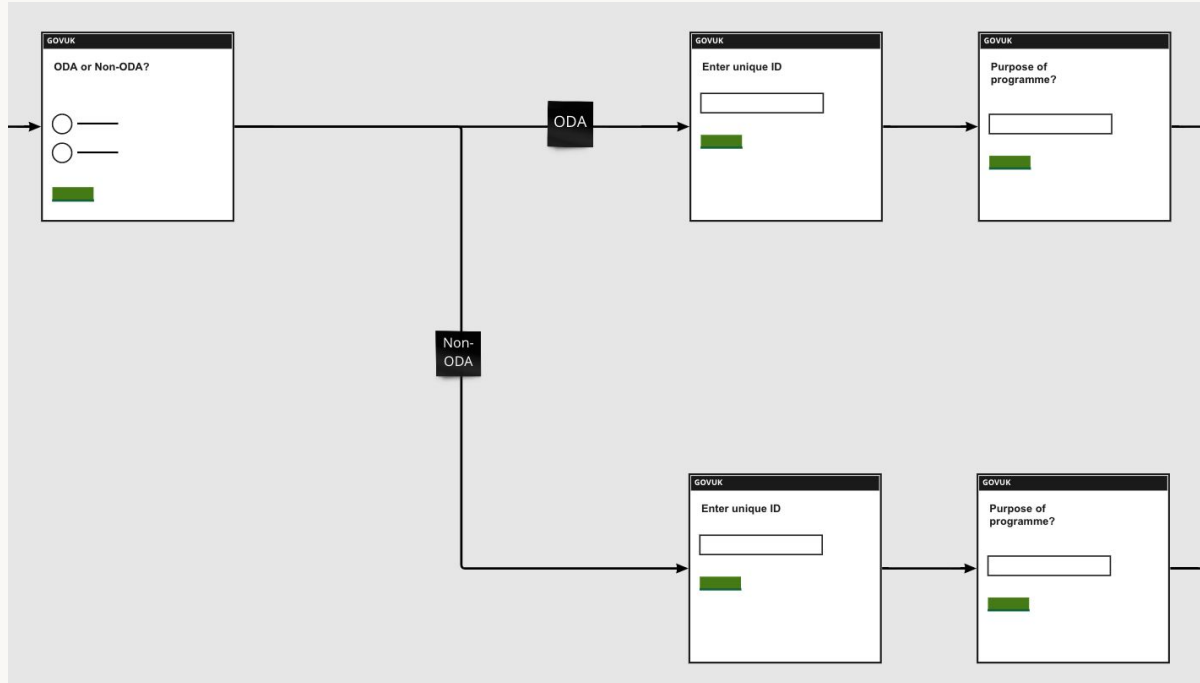 GOVUK
ODA or Non-ODA?
ODA
GOVUK
Enter unique ID
GOVUK
Purpose of
programme?
Non-
ODA
GOVUK
Enter unique ID
GOVUK
Purpose of
programme?